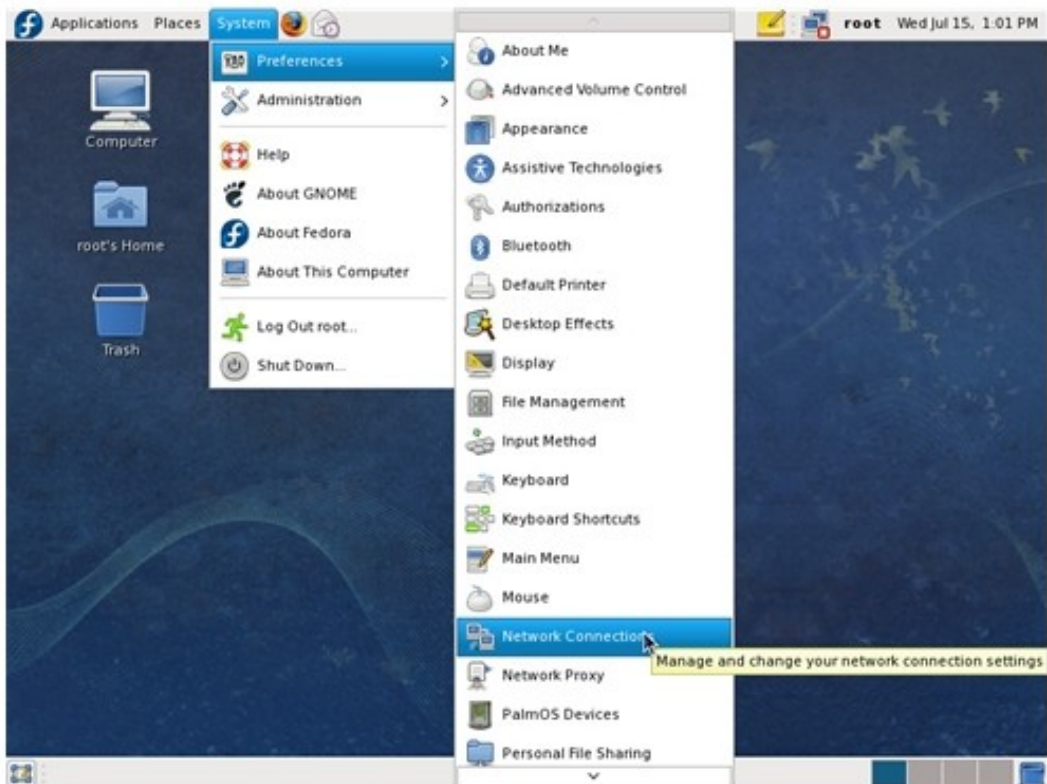 Applications Places System root Wed Jul 15, 1:01 PM
Computer
root's Home
Trash
Preferences
Administration
Help
About GNOME
About Fedora
About This Computer
Log Out root...
Shut Down...
About Me
Advanced Volume Control
Appearance
Assistive Technologies
Authorizations
Bluetooth
Default Printer
Desktop Effects
Display
File Management
Input Method
Keyboard
Keyboard Shortcuts
Main Menu
Mouse
Network Connections
Manage and change your network connection settings
Network Proxy
PalmOS Devices
Personal File Sharing